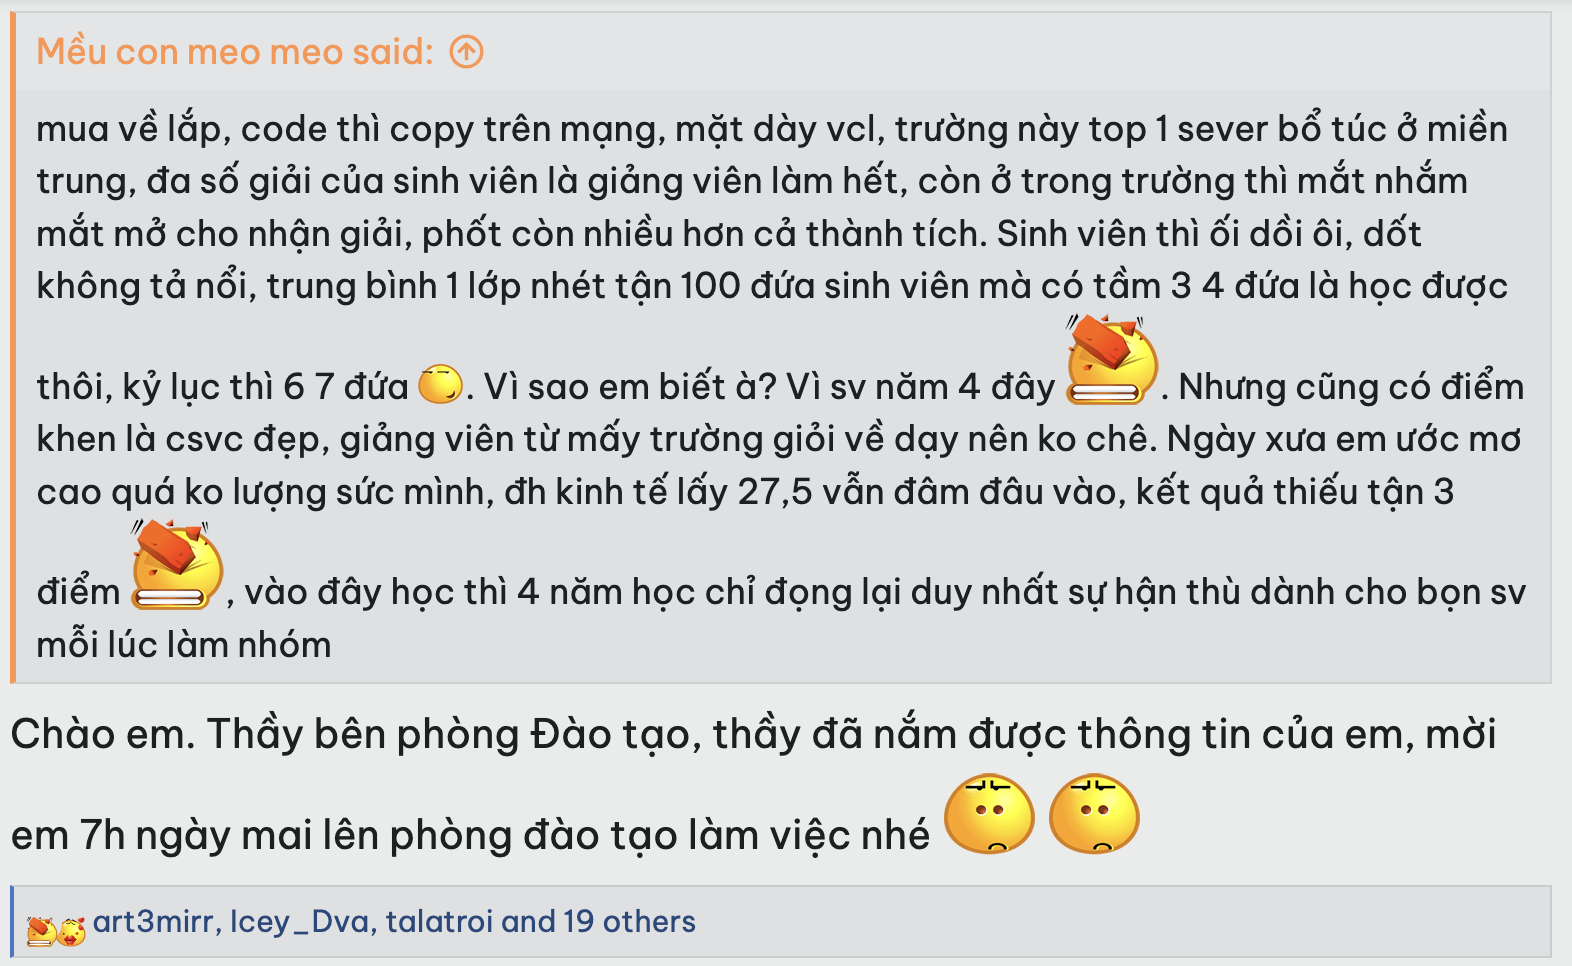 Mều con meo meo said:
mua về lắp, code thì copy trên mạng, mặt dày vcl, trường này top 1 sever bổ túc ở miền
trung, đa số giải của sinh viên là giảng viên làm hết, còn ở trong trường thì mắt nhắm
mắt mở cho nhận giải, phốt còn nhiều hơn cả thành tích. Sinh viên thì ối dồi ôi, dốt
không tả nổi, trung bình 1 lớp nhét tận 100 đứa sinh viên mà có tầm 3 4 đứa là học được
thôi, kỷ lục thì 6 7 đứa . Vì sao em biết à? Vì sv năm 4 đây . Nhưng cũng có điểm
khen là csvc đẹp, giảng viên từ mấy trường giỏi về dạy nên ko chê. Ngày xưa em ước mơ
cao quá ko lượng sức mình, đh kinh tế lấy 27,5 vẫn đâm đâu vào, kết quả thiếu tận 3
điểm , vào đây học thì 4 năm học chỉ đọng lại duy nhất sự hận thù dành cho bọn sv
mỗi lúc làm nhóm
Chào em. Thầy bên phòng Đào tạo, thầy đã nắm được thông tin của em, mời
em 7h ngày mai lên phòng đào tạo làm việc nhé
art3mirr, Icey_Dva, talatroi and 19 others